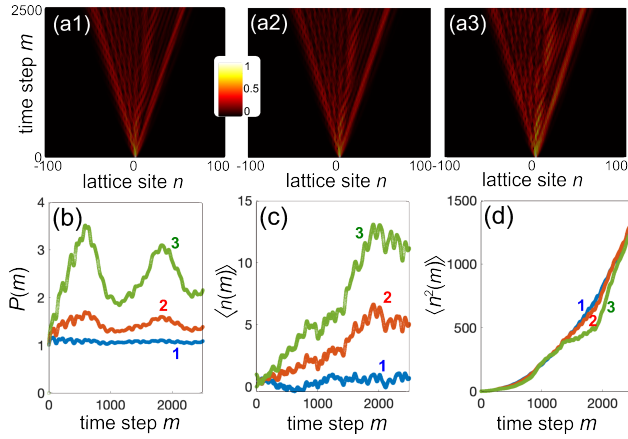 2500
(a1)
(a2)
(a3)
time step m
1
0.5
0
0
-100
0
100
-100
0
100
-100
0
100
lattice site n
lattice site n
lattice site n
(b)
P(m)
4
3
2
1
0
3
2
1
0
1000
2000
time step m
(c)
⟨n(m)⟩
15
10
5
0
3
2
1
0
1000
2000
time step m
(d)
⟨n²(m)⟩
1500
1000
500
0
1
2
3
0
1000
2000
time step m